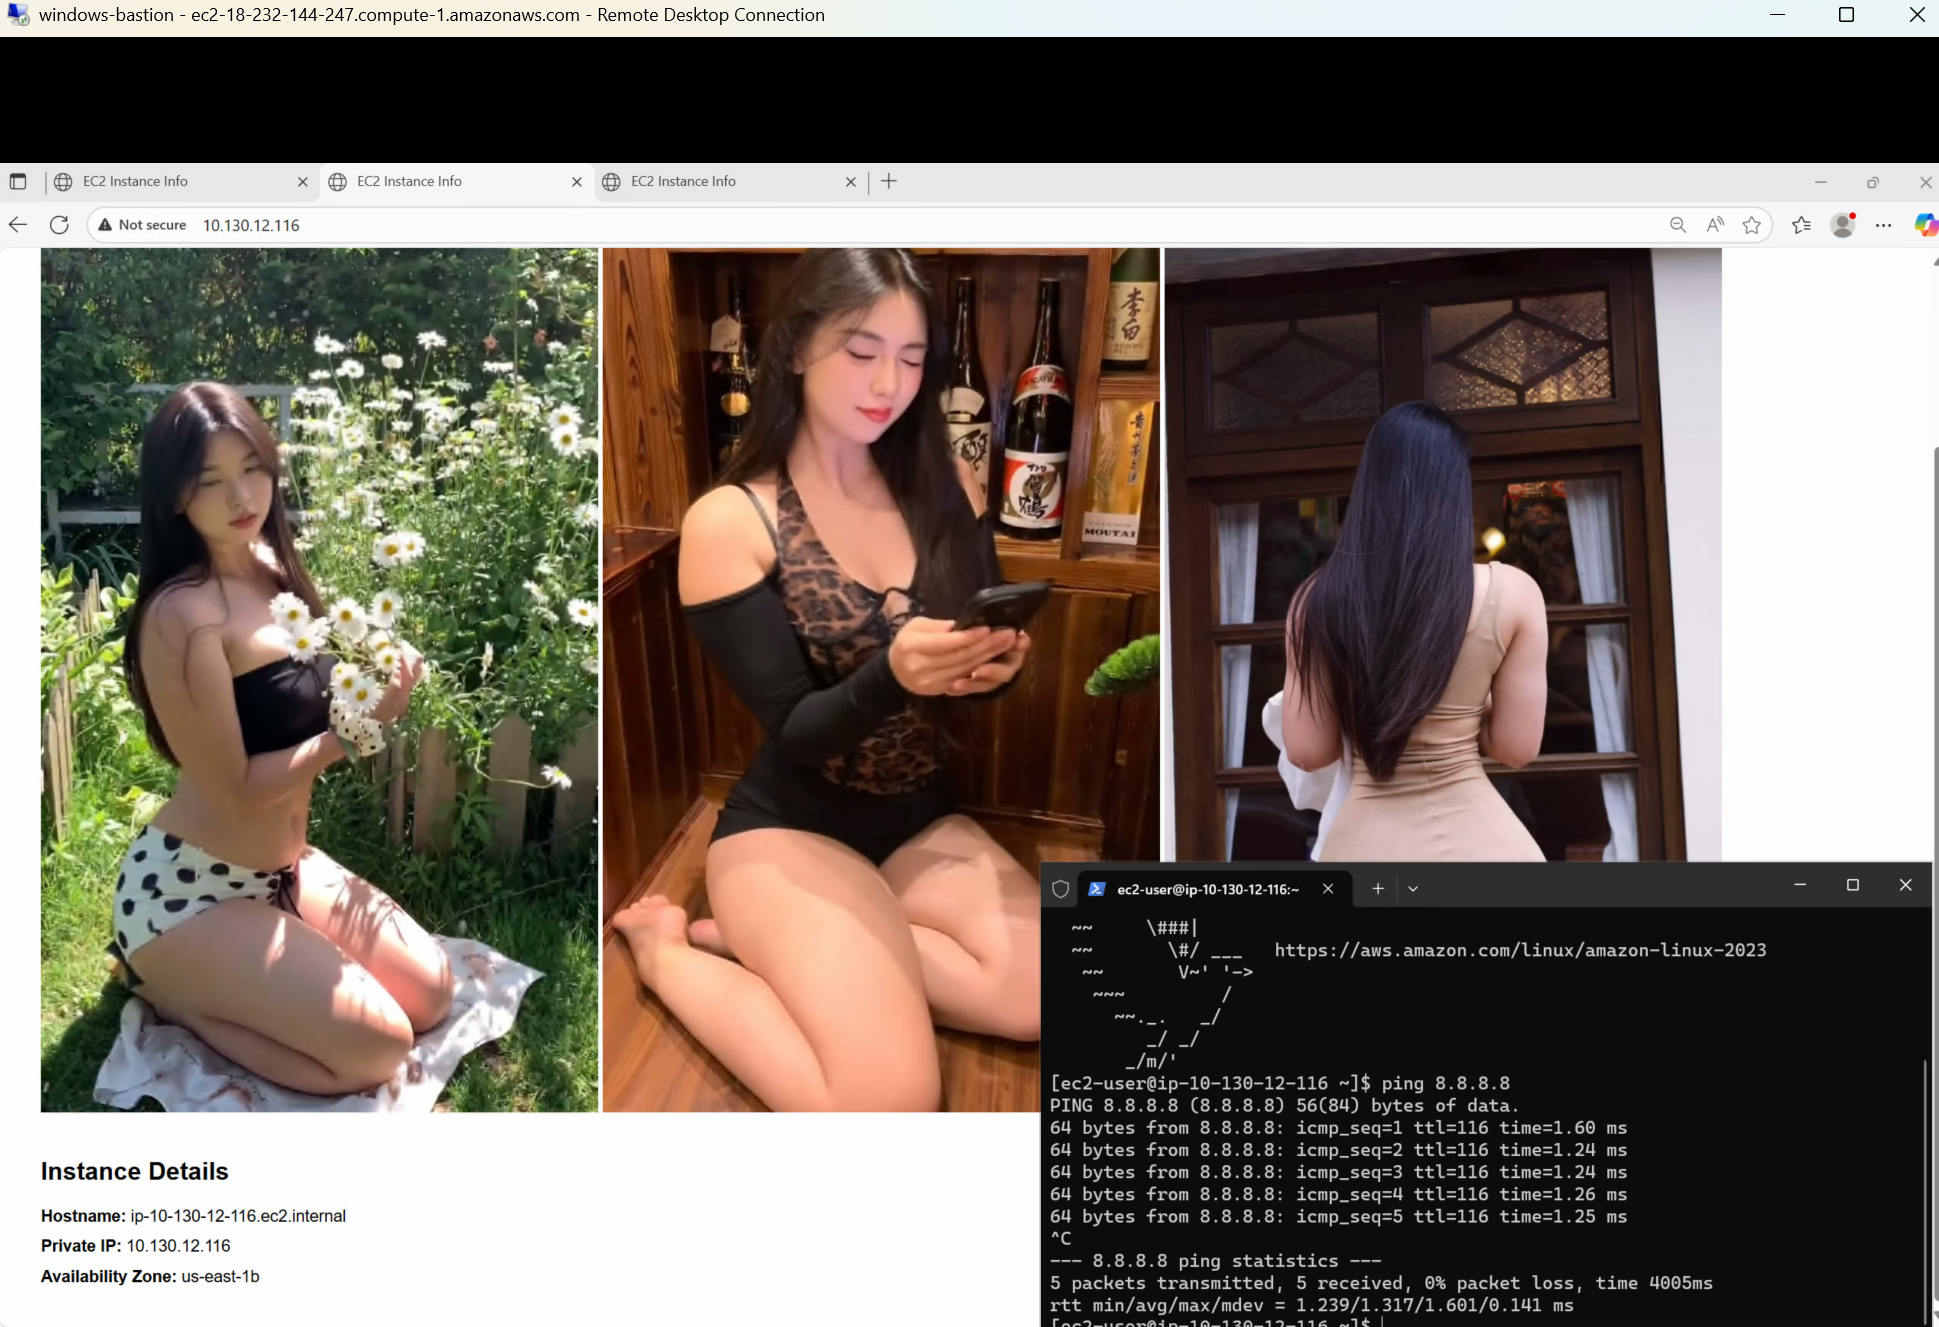 windows-bastion - ec2-18-232-144-247.compute-1.amazonaws.com - Remote Desktop Connection
EC2 Instance Info
EC2 Instance Info
EC2 Instance Info
Not secure
10.130.12.116
李白
賀鶴
MOUTAI
Instance Details
Hostname: ip-10-130-12-116.ec2.internal
Private IP: 10.130.12.116
Availability Zone: us-east-1b
ec2-user@ip-10-130-12-116:~
~~      \###|
~~       \#/ ___   https://aws.amazon.com/linux/amazon-linux-2023
~~       V~' '->
~~~         /
~~._.   _/
_/ _/
_/m/'
[ec2-user@ip-10-130-12-116 ~]$ ping 8.8.8.8
PING 8.8.8.8 (8.8.8.8) 56(84) bytes of data.
64 bytes from 8.8.8.8: icmp_seq=1 ttl=116 time=1.60 ms
64 bytes from 8.8.8.8: icmp_seq=2 ttl=116 time=1.24 ms
64 bytes from 8.8.8.8: icmp_seq=3 ttl=116 time=1.24 ms
64 bytes from 8.8.8.8: icmp_seq=4 ttl=116 time=1.26 ms
64 bytes from 8.8.8.8: icmp_seq=5 ttl=116 time=1.25 ms
^C
--- 8.8.8.8 ping statistics ---
5 packets transmitted, 5 received, 0% packet loss, time 4005ms
rtt min/avg/max/mdev = 1.239/1.317/1.601/0.141 ms
[ec2-user@ip-10-130-12-116 ~]$